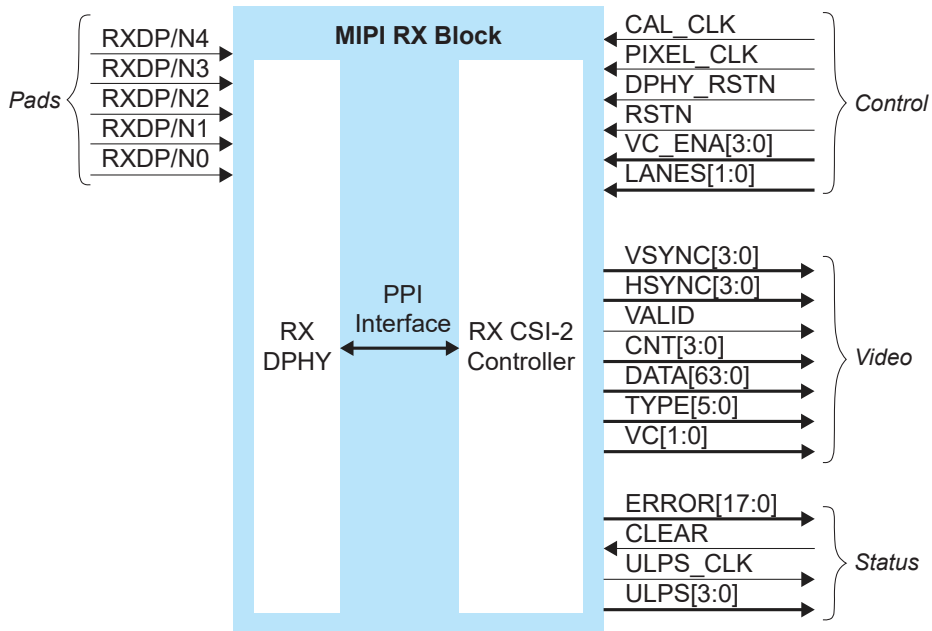 MIPI RX Block
Pads
RXDP/N4
RXDP/N3
RXDP/N2
RXDP/N1
RXDP/N0
RX
DPHY
PPI
Interface
RX CSI-2
Controller
CAL_CLK
PIXEL_CLK
DPHY_RSTN
RSTN
VC_ENA[3:0]
LANES[1:0]
Control
VSYNC[3:0]
HSYNC[3:0]
VALID
CNT[3:0]
DATA[63:0]
TYPE[5:0]
VC[1:0]
Video
ERROR[17:0]
CLEAR
ULPS_CLK
ULPS[3:0]
Status